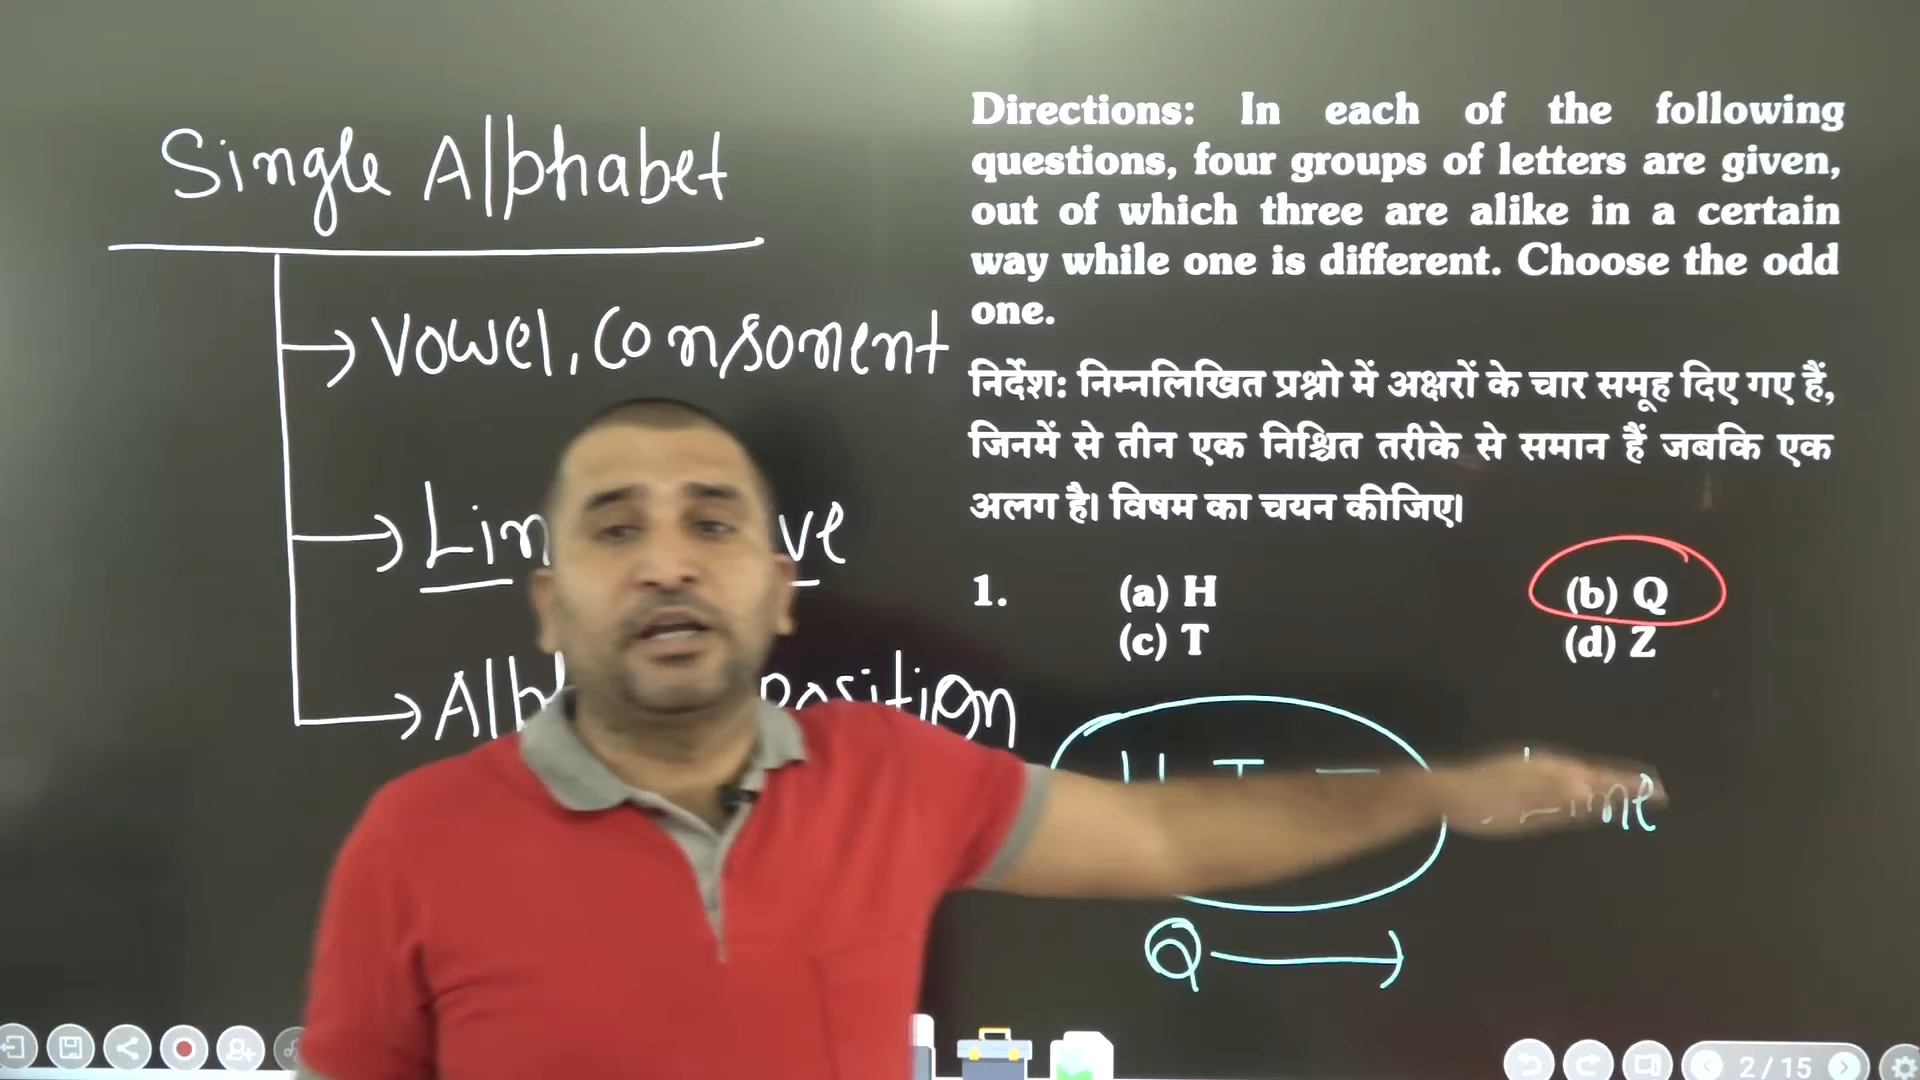 Single Alphabet
Vowel, Consonent
Directions: In each of the following
questions, four groups of letters are given,
out of which three are alike in a certain
way while one is different. Choose the odd
one.
निर्देश: निम्नलिखित प्रश्नो में अक्षरों के चार समूह दिए गए हैं,
जिनमें से तीन एक निश्चित तरीके से समान हैं जबकि एक
अलग है। विषम का चयन कीजिए।
1. (a) H (b) Q
(c) T (d) Z
Line
Q
2 / 15